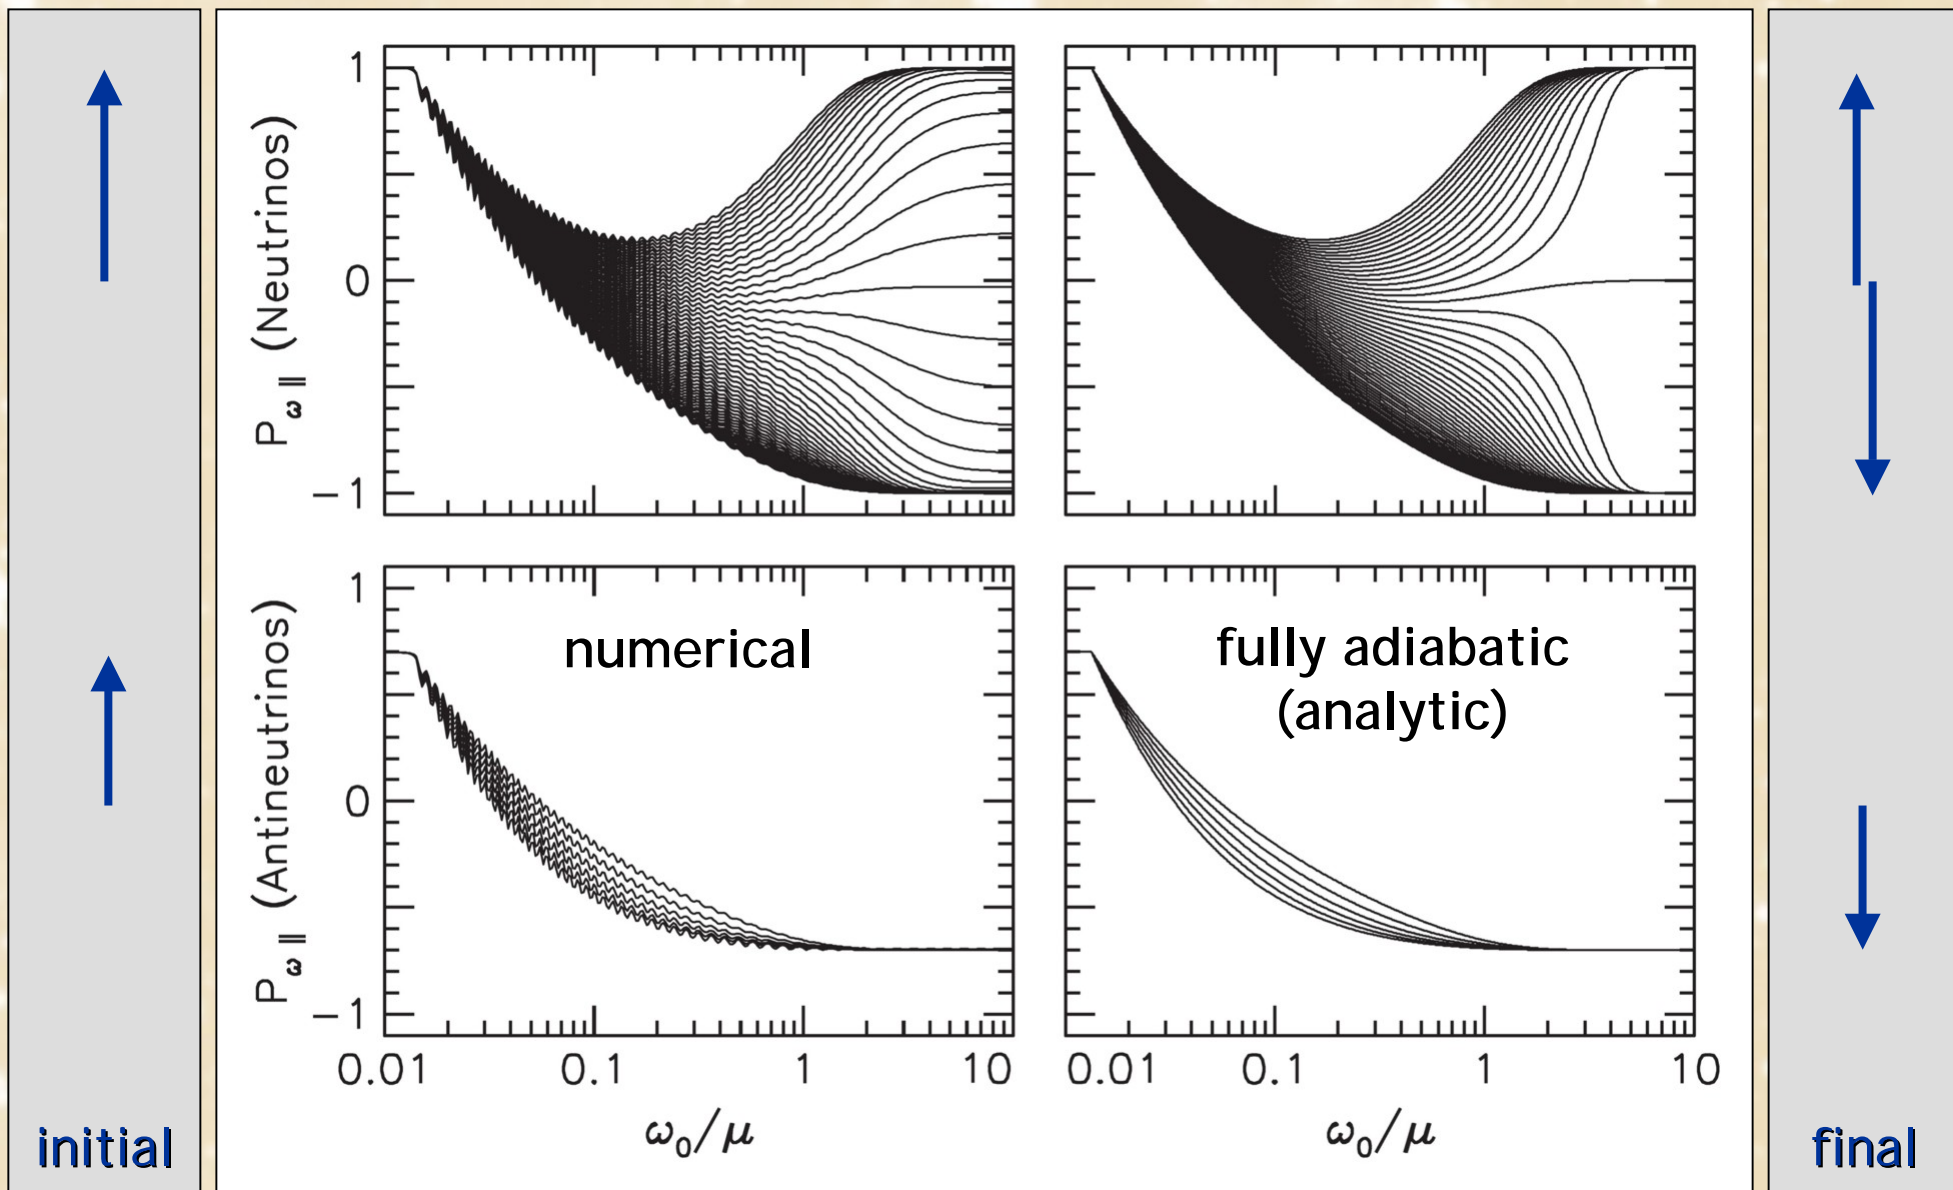 1
0
−1
P_ω∥ (Neutrinos)
1
0
−1
P_ω∥ (Antineutrinos)
numerical
fully adiabatic
(analytic)
0.01 0.1 1 10
0.01 0.1 1 10
ω₀/μ
ω₀/μ
initial
final